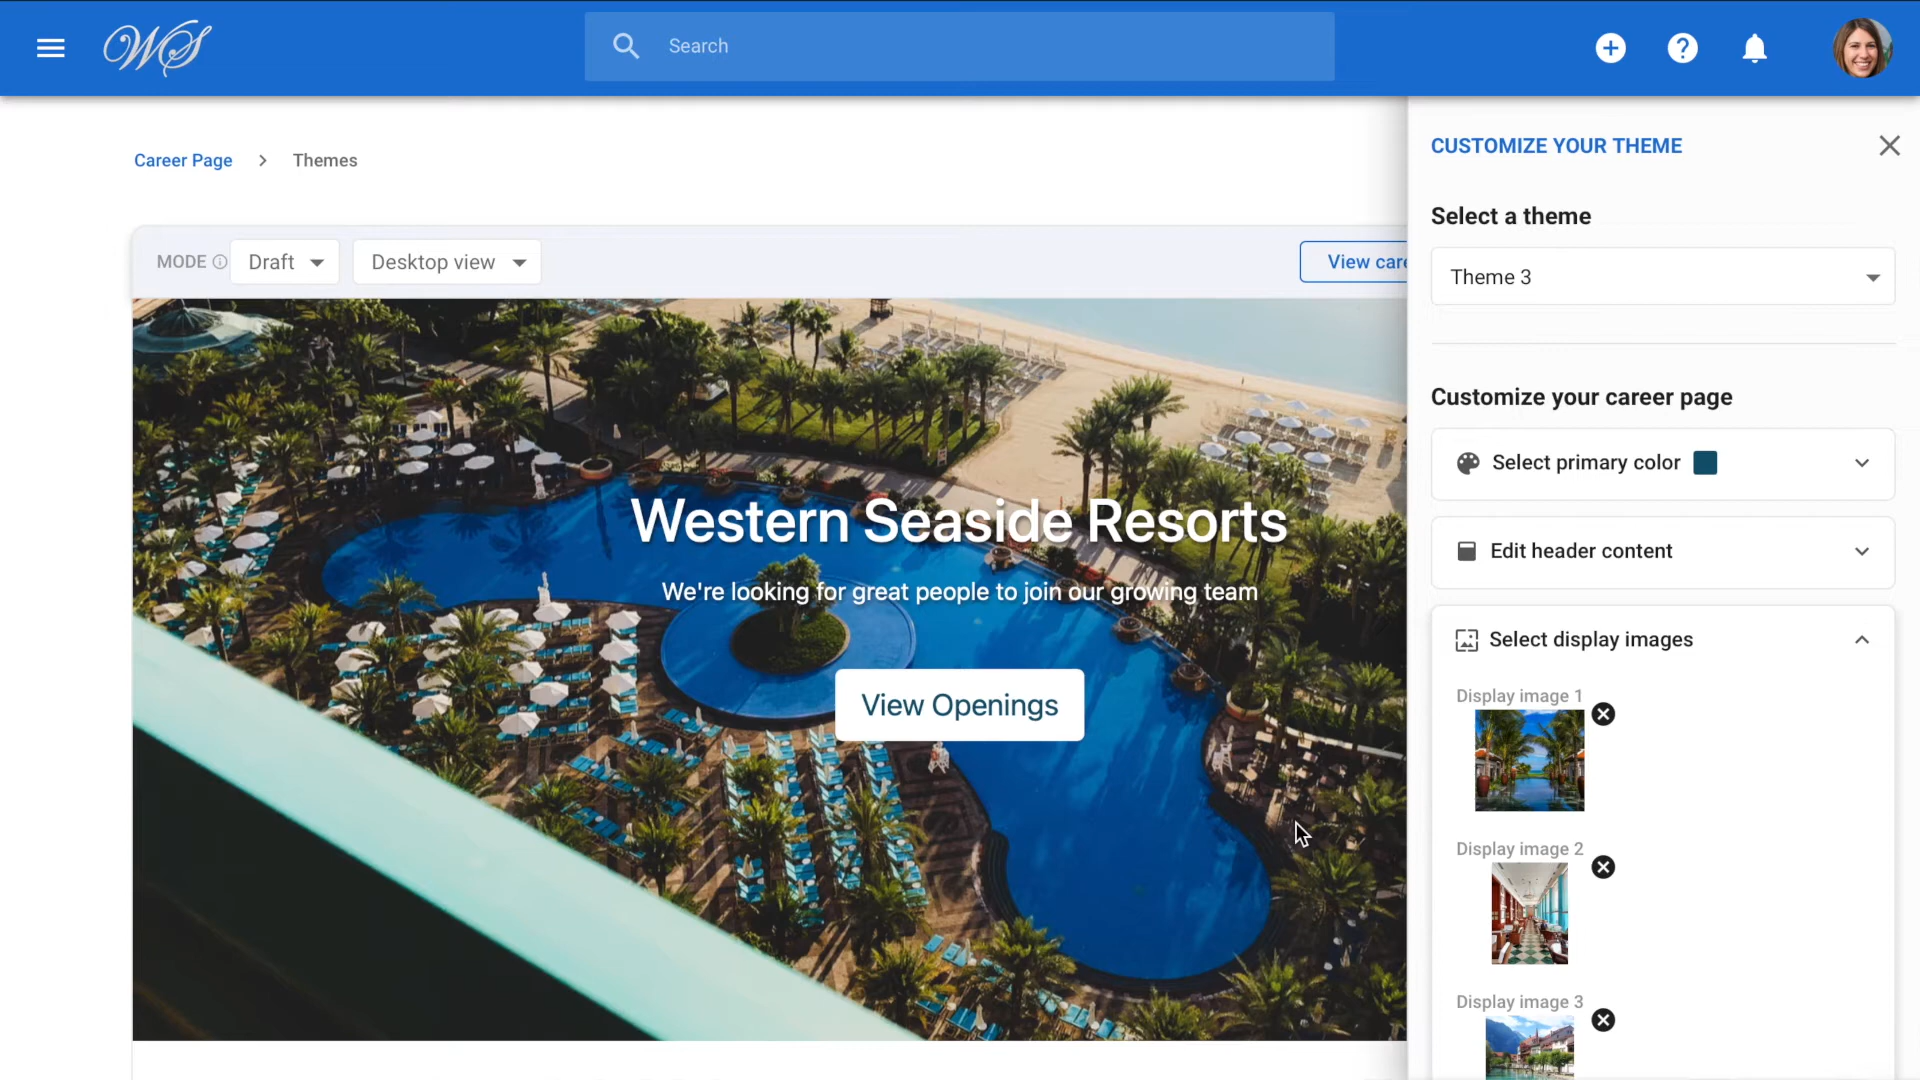 WS
Search
CUSTOMIZE YOUR THEME
Career Page > Themes
Select a theme
MODE Draft Desktop view View care
Theme 3
Customize your career page
Select primary color
Western Seaside Resorts
Edit header content
We're looking for great people to join our growing team
Select display images
View Openings
Display image 1
Display image 2
Display image 3